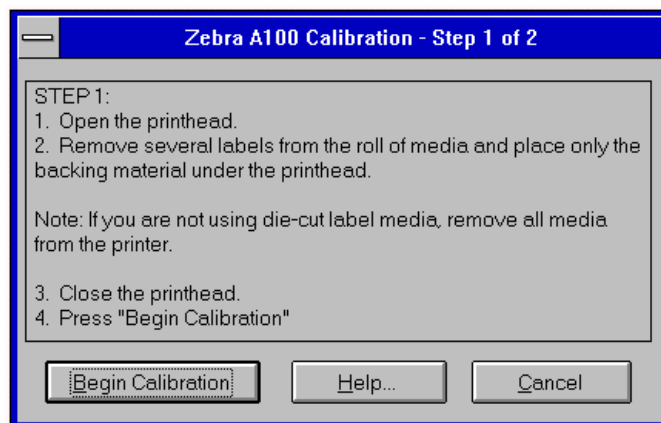 Zebra A100 Calibration - Step 1 of 2
STEP 1:
1. Open the printhead.
2. Remove several labels from the roll of media and place only the
backing material under the printhead.
Note: If you are not using die-cut label media, remove all media
from the printer.
3. Close the printhead.
4. Press "Begin Calibration"
Begin Calibration Help... Cancel